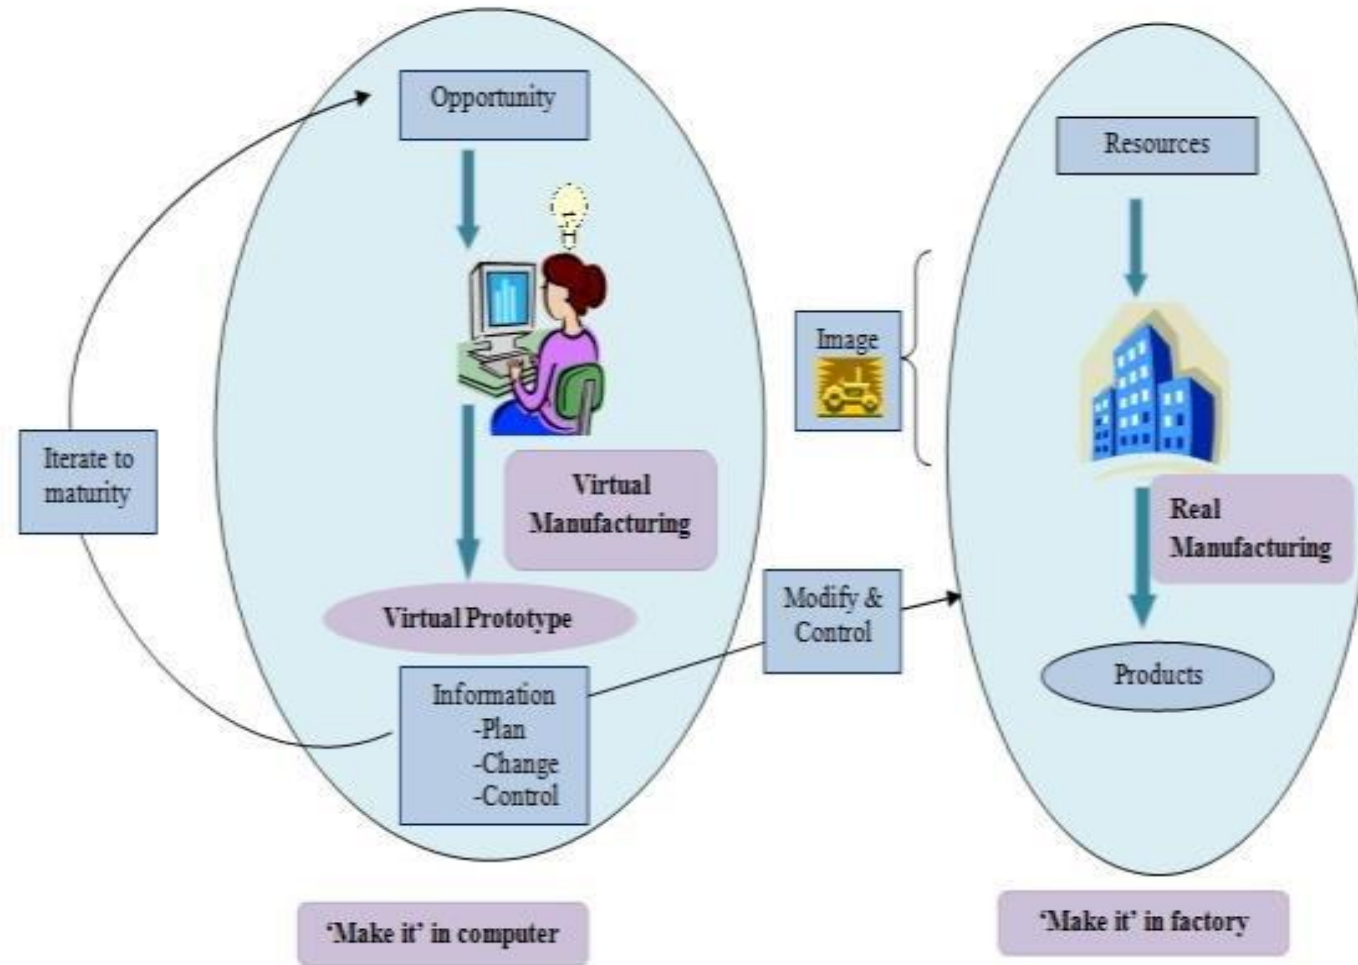 Opportunity
Iterate to
maturity
Virtual
Manufacturing
Virtual Prototype
Information
-Plan
-Change
-Control
‘Make it’ in computer
Image
Modify &
Control
Resources
Real
Manufacturing
Products
‘Make it’ in factory